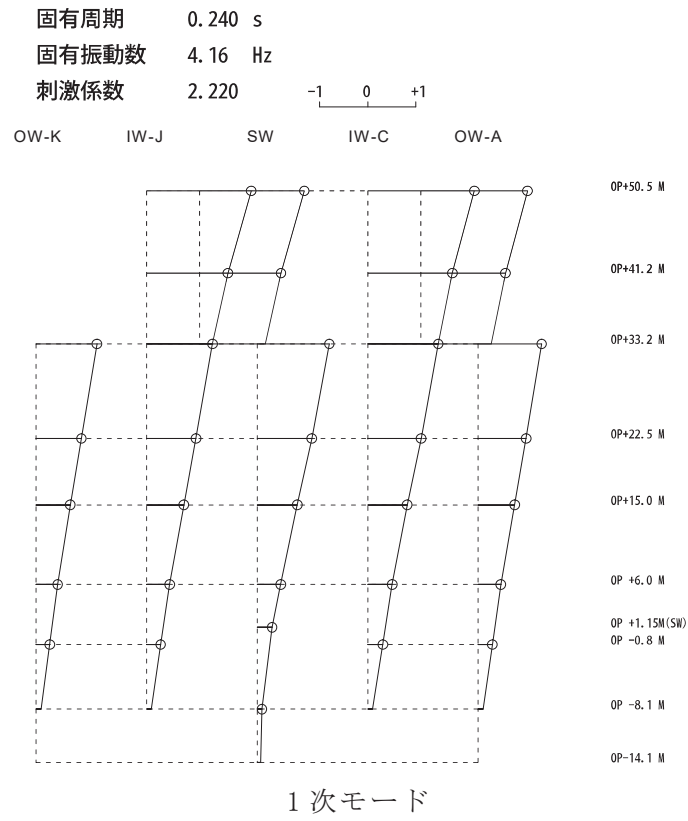 固有周期 0.240 s
固有振動数 4.16 Hz
刺激係数 2.220
-1 0 +1
OW-K IW-J SW IW-C OW-A
OP+50.5 M
OP+41.2 M
OP+33.2 M
OP+22.5 M
OP+15.0 M
OP +6.0 M
OP +1.15M(SW)
OP -0.8 M
OP -8.1 M
OP-14.1 M
1次モード